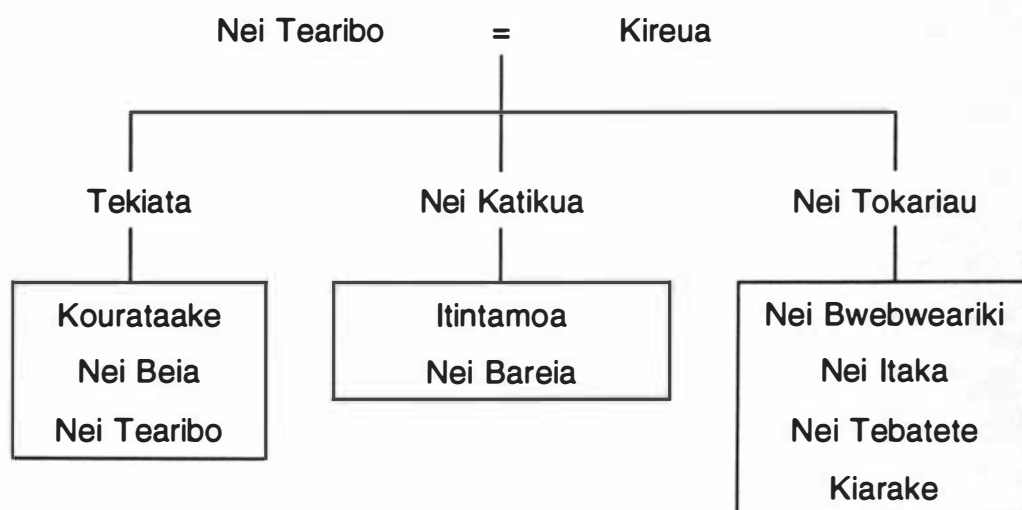 Nei Tearibo = Kireua
Tekiata Nei Katikua Nei Tokariau
Kourataake Itintamoa Nei Bwebweariki
Nei Beia Nei Bareia Nei Itaka
Nei Tearibo Nei Tebatete
Kiarake